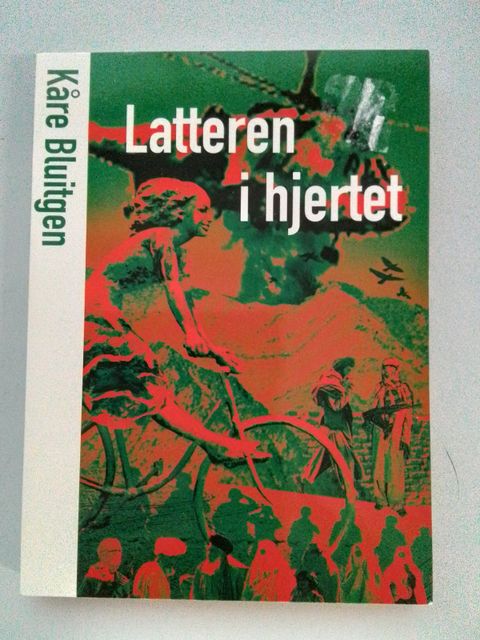 Kåre Bluitgen
Latteren
i hjertet